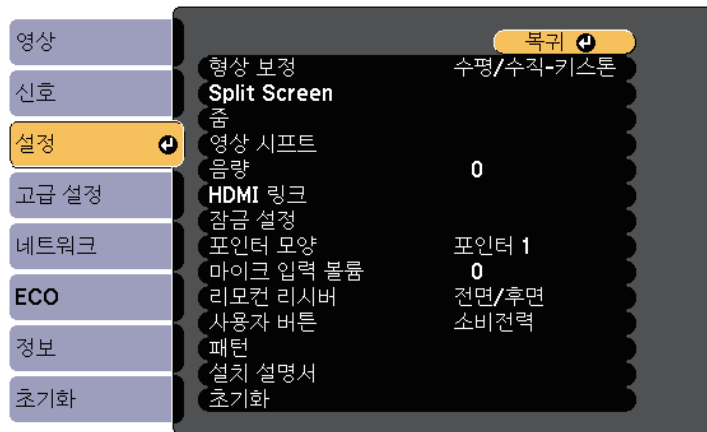 영상
신호
설정
고급 설정
네트워크
ECO
정보
초기화
복귀
형상 보정 수평/수직-키스톤
Split Screen
줌
영상 시프트
음량 0
HDMI 링크
잠금 설정
포인터 모양 포인터 1
마이크 입력 볼륨 0
리모컨 리시버 전면/후면
사용자 버튼 소비전력
패턴
설치 설명서
초기화